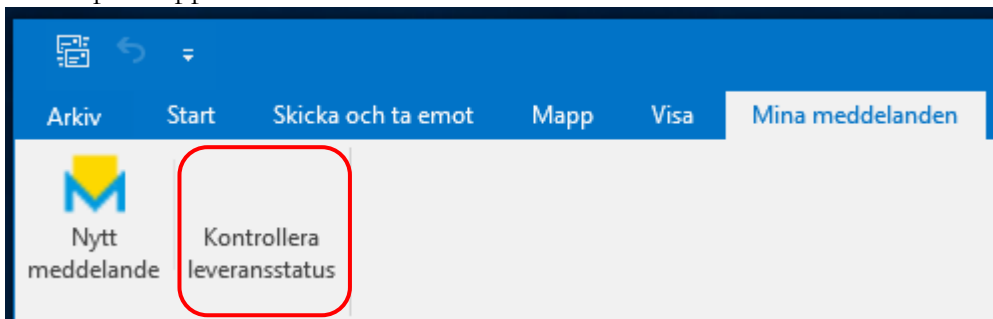 Arkiv Start Skicka och ta emot Mapp Visa Mina meddelanden
Nytt Kontrollera
meddelande leveransstatus